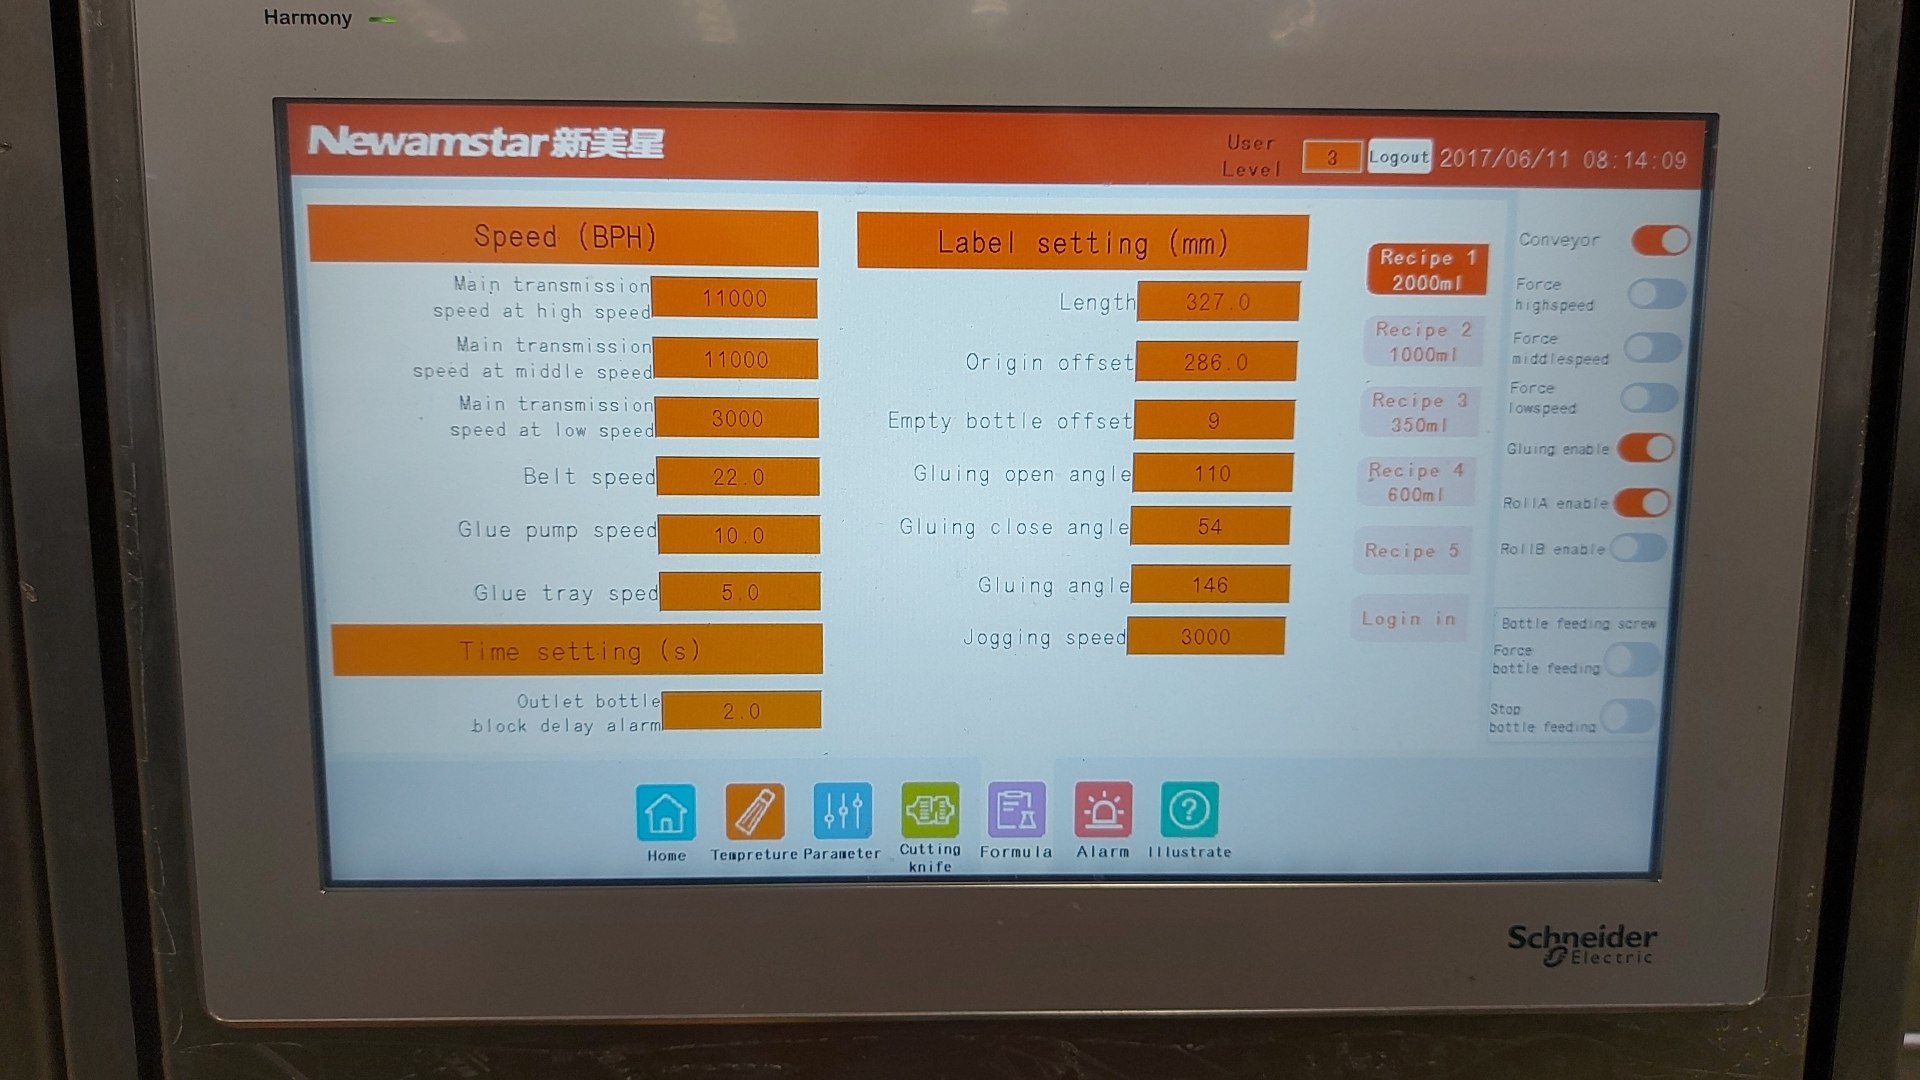 Harmony
Newamstar新美星
User
Level
3
Logout
2017/06/11 08:14:09
Speed (BPH)
Main transmission
speed at high speed
11000
Main transmission
speed at middle speed
11000
Main transmission
speed at low speed
3000
Belt speed
22.0
Glue pump speed
10.0
Glue tray sped
5.0
Time setting (s)
Outlet bottle
block delay alarm
2.0
Label setting (mm)
Length
327.0
Origin offset
286.0
Empty bottle offset
9
Gluing open angle
110
Gluing close angle
54
Gluing angle
146
Jogging speed
3000
Recipe 1
2000ml
Recipe 2
1000ml
Recipe 3
350ml
Recipe 4
600ml
Recipe 5
Login in
Conveyor
Force
highspeed
Force
middlespeed
Force
lowspeed
Gluing enable
RollA enable
RollB enable
Bottle feeding screw
Force
bottle feeding
Stop
bottle feeding
Home
Tempreture
Parameter
Cutting
knife
Formula
Alarm
Illustrate
Schneider
Electric